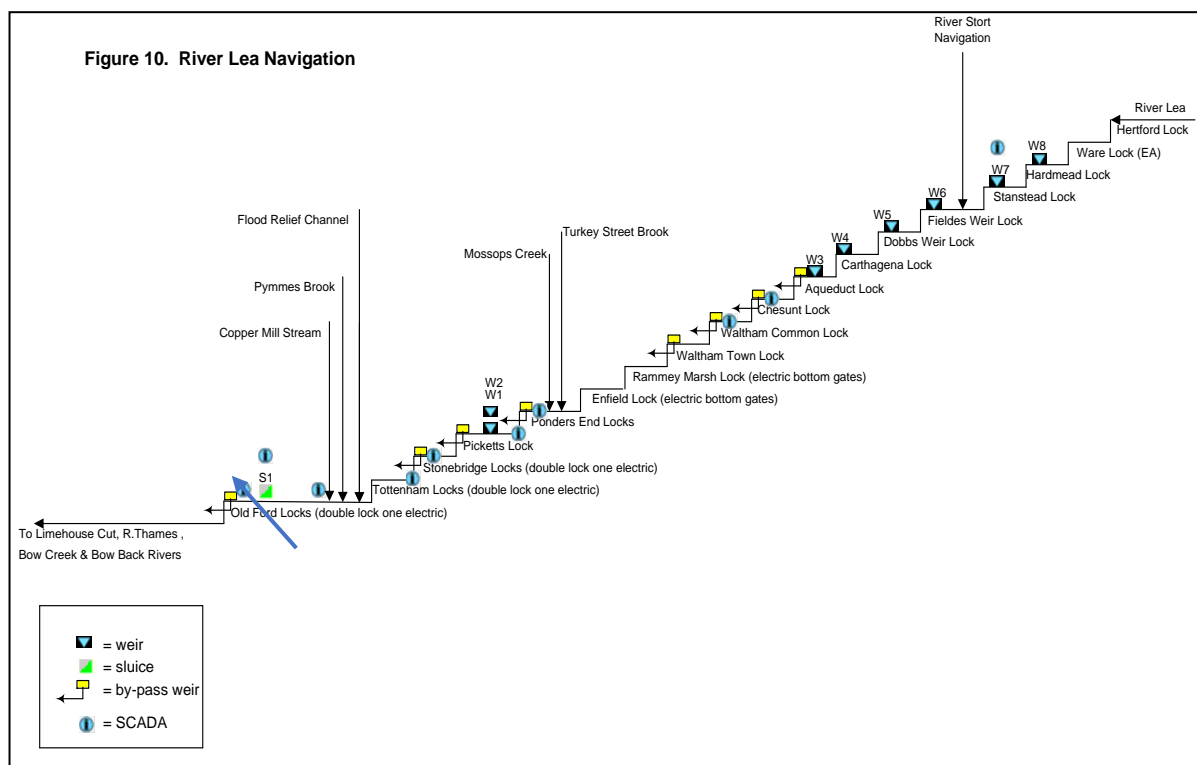 Figure 10. River Lea Navigation
River Stort
Navigation
River Lea
Hertford Lock
Ware Lock (EA)
W8
Hardmead Lock
W7
Stanstead Lock
W6
Fieldes Weir Lock
W5
Dobbs Weir Lock
W4
Carthagena Lock
W3
Aqueduct Lock
Chesunt Lock
Waltham Common Lock
Waltham Town Lock
Rammey Marsh Lock (electric bottom gates)
Enfield Lock (electric bottom gates)
Turkey Street Brook
Mossops Creek
Ponders End Locks
W2
W1
Picketts Lock
Stonebridge Locks (double lock one electric)
Tottenham Locks (double lock one electric)
Flood Relief Channel
Pymmes Brook
Copper Mill Stream
S1
Old Ford Locks (double lock one electric)
To Limehouse Cut, R.Thames ,
Bow Creek & Bow Back Rivers
= weir
= sluice
= by-pass weir
= SCADA